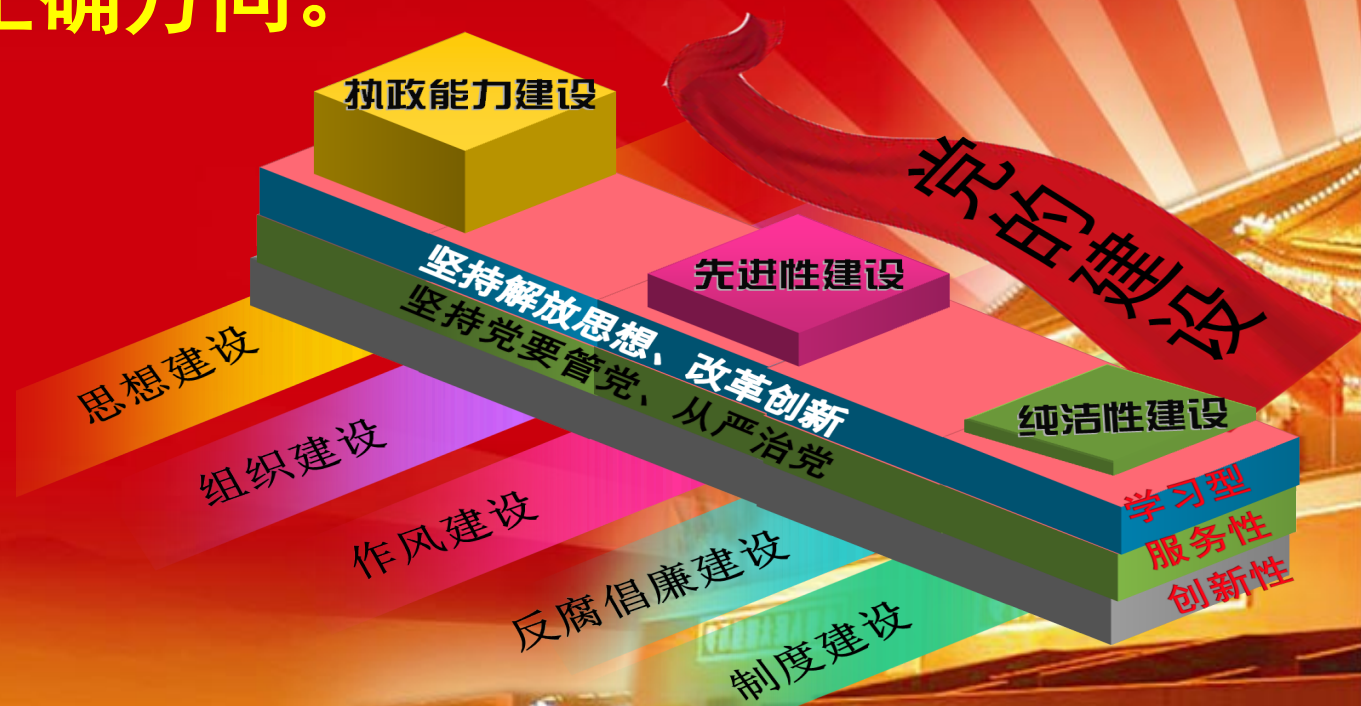 正确方向。
执政能力建设
党的建设
先进性建设
纯洁性建设
坚持解放思想、改革创新
坚持党要管党、从严治党
学习型
服务性
创新性
思想建设
组织建设
作风建设
反腐倡廉建设
制度建设